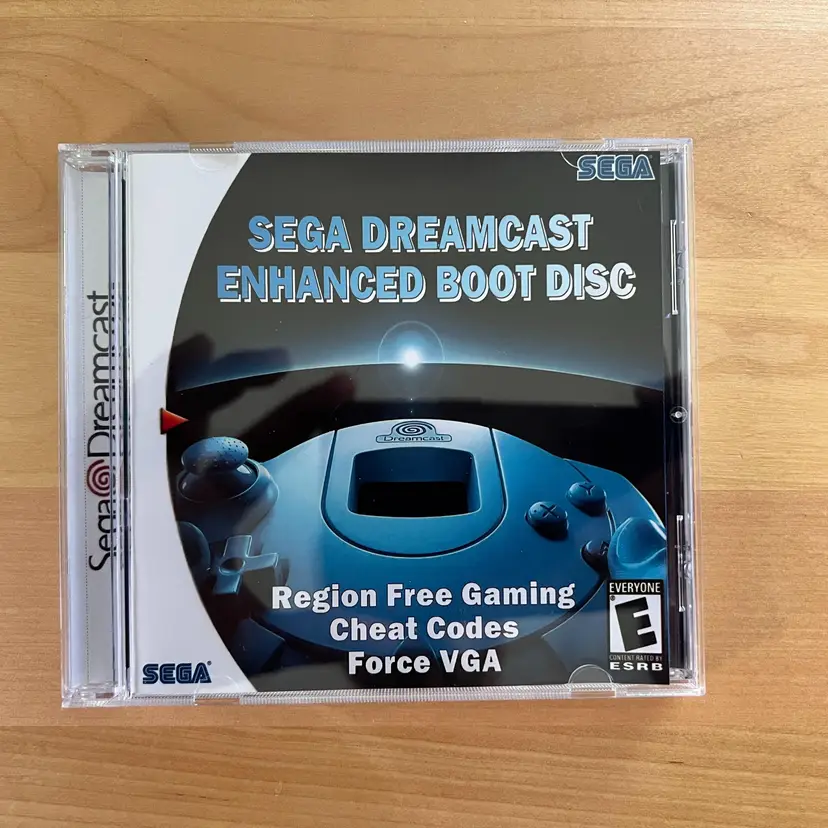 SEGA
SEGA DREAMCAST
ENHANCED BOOT DISC
Sega Dreamcast
Dreamcast
X
Y
Region Free Gaming
Cheat Codes
Force VGA
SEGA
EVERYONE
E
CONTENT RATED BY
ESRB